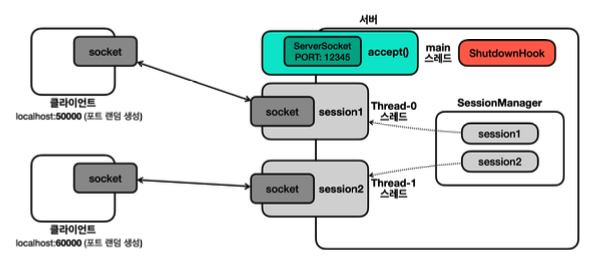 서버
socket
클라이언트
localhost:50000 (포트 랜덤 생성)
ServerSocket
PORT: 12345
accept()
main
스레드
ShutdownHook
socket
session1
Thread-0
스레드
SessionManager
session1
session2
socket
클라이언트
localhost:60000 (포트 랜덤 생성)
socket
session2
Thread-1
스레드